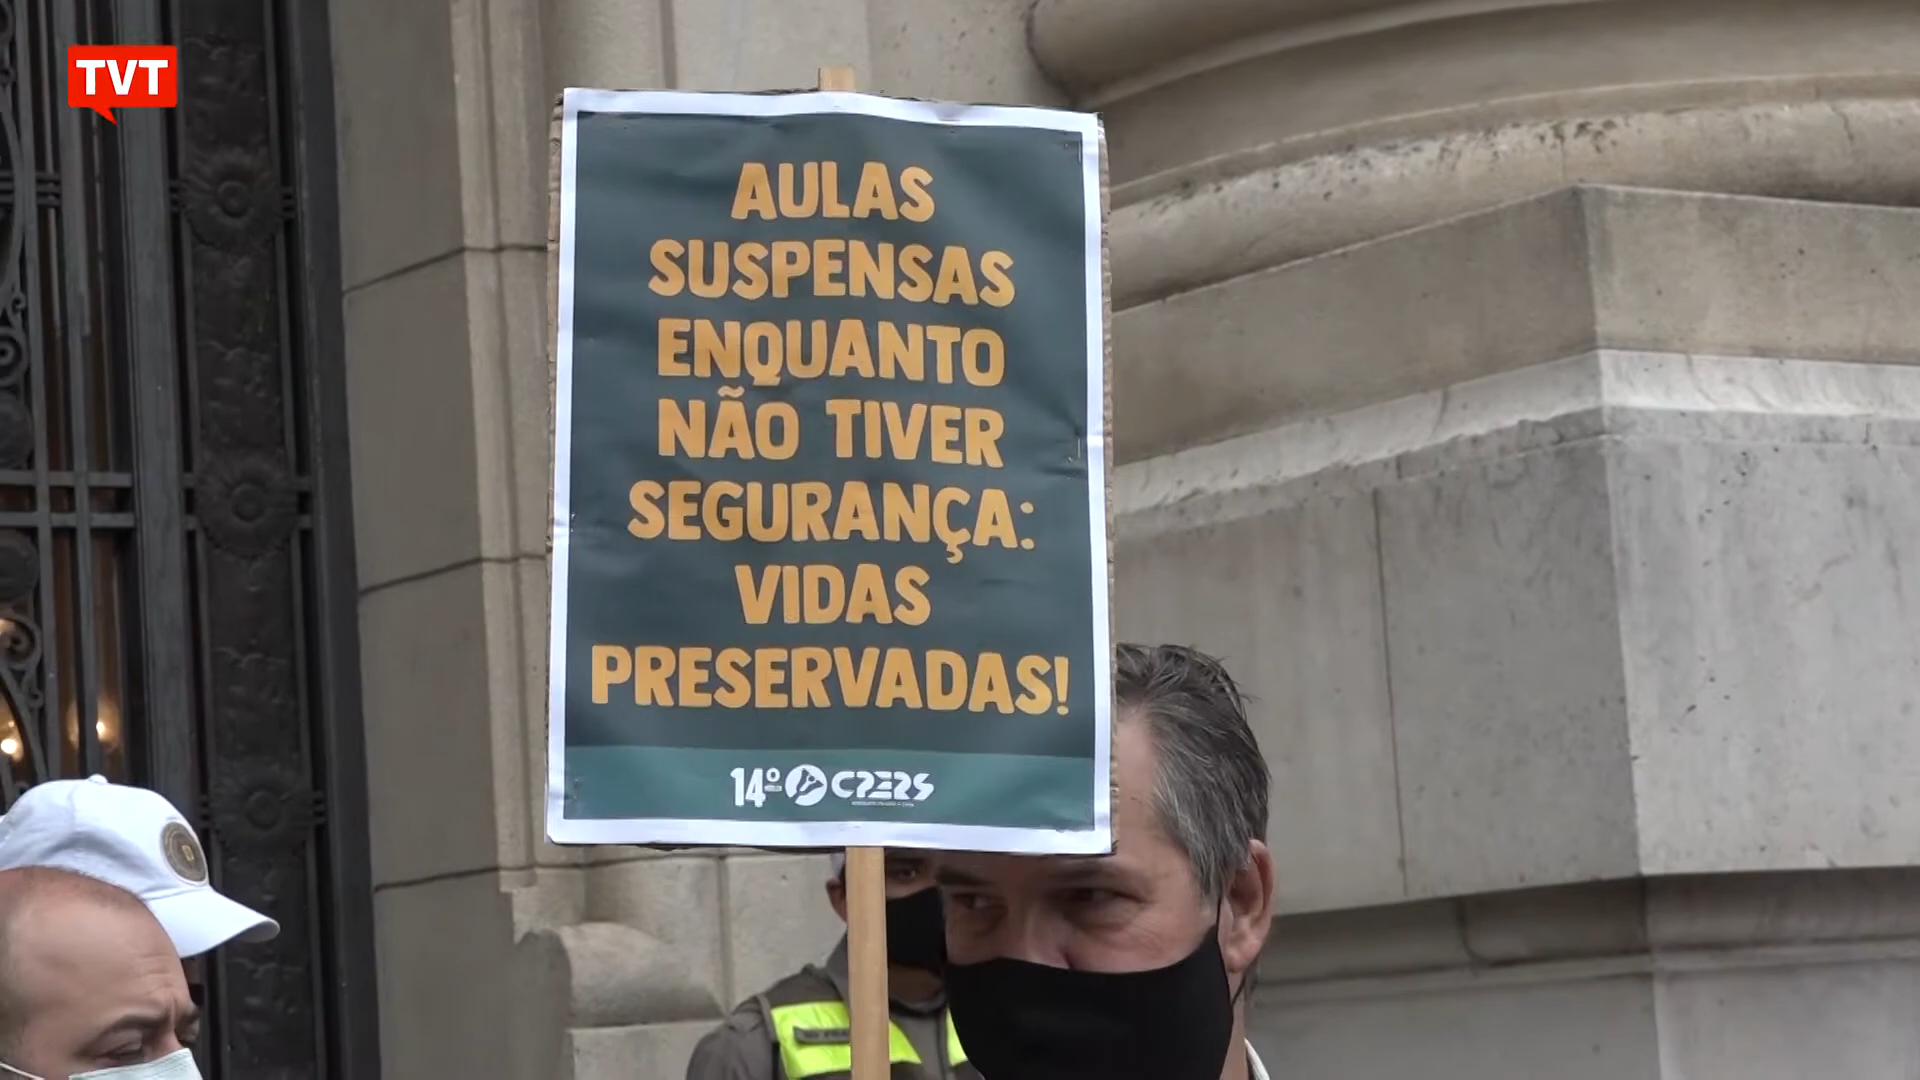 TVT
AULAS
SUSPENSAS
ENQUANTO
NÃO TIVER
SEGURANÇA:
VIDAS
PRESERVADAS!
14º CPERS